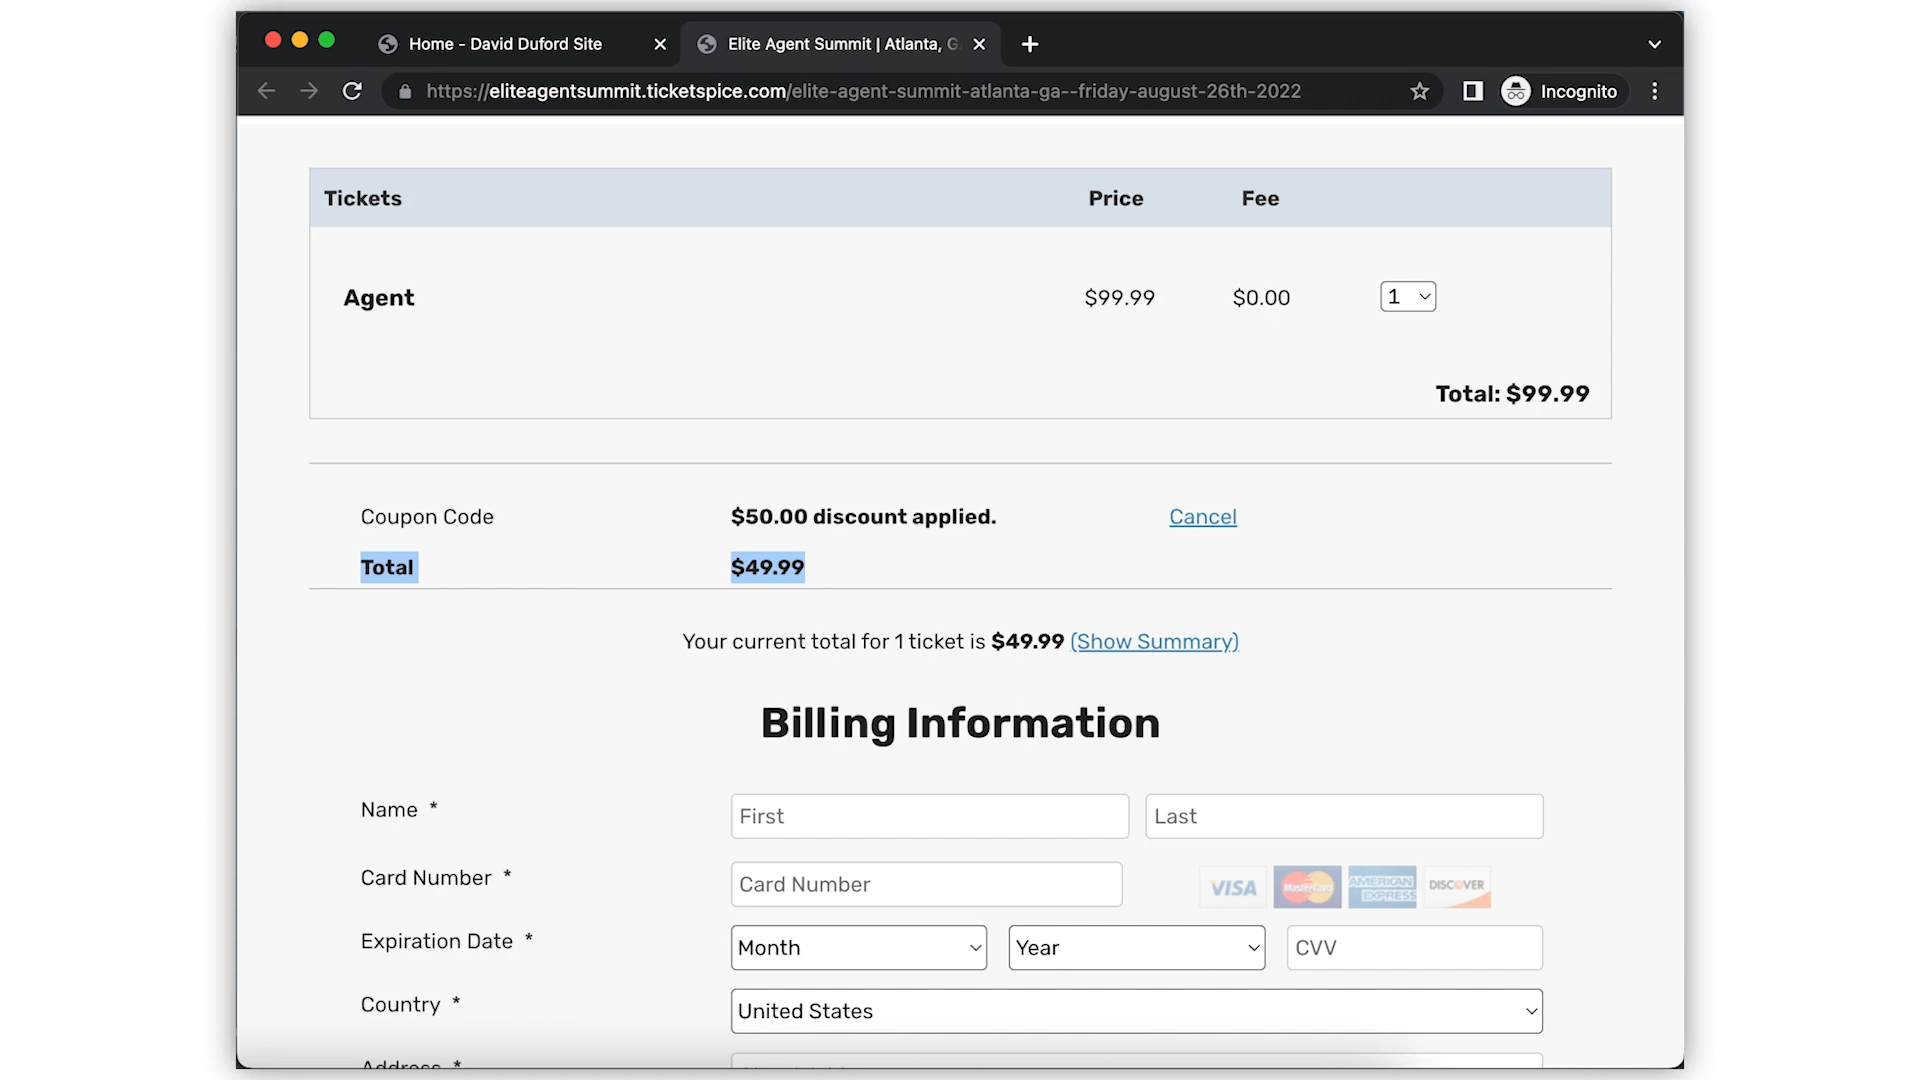 Home - David Duford Site
Elite Agent Summit | Atlanta, G
https://eliteagentsummit.ticketspice.com/elite-agent-summit-atlanta-ga--friday-august-26th-2022
Incognito
Tickets Price Fee
Agent $99.99 $0.00 1
Total: $99.99
Coupon Code $50.00 discount applied. Cancel
Total $49.99
Your current total for 1 ticket is $49.99 (Show Summary)
Billing Information
Name * First Last
Card Number * Card Number VISA MasterCard AMERICAN EXPRESS DISCOVER
Expiration Date * Month Year CVV
Country * United States
Address *